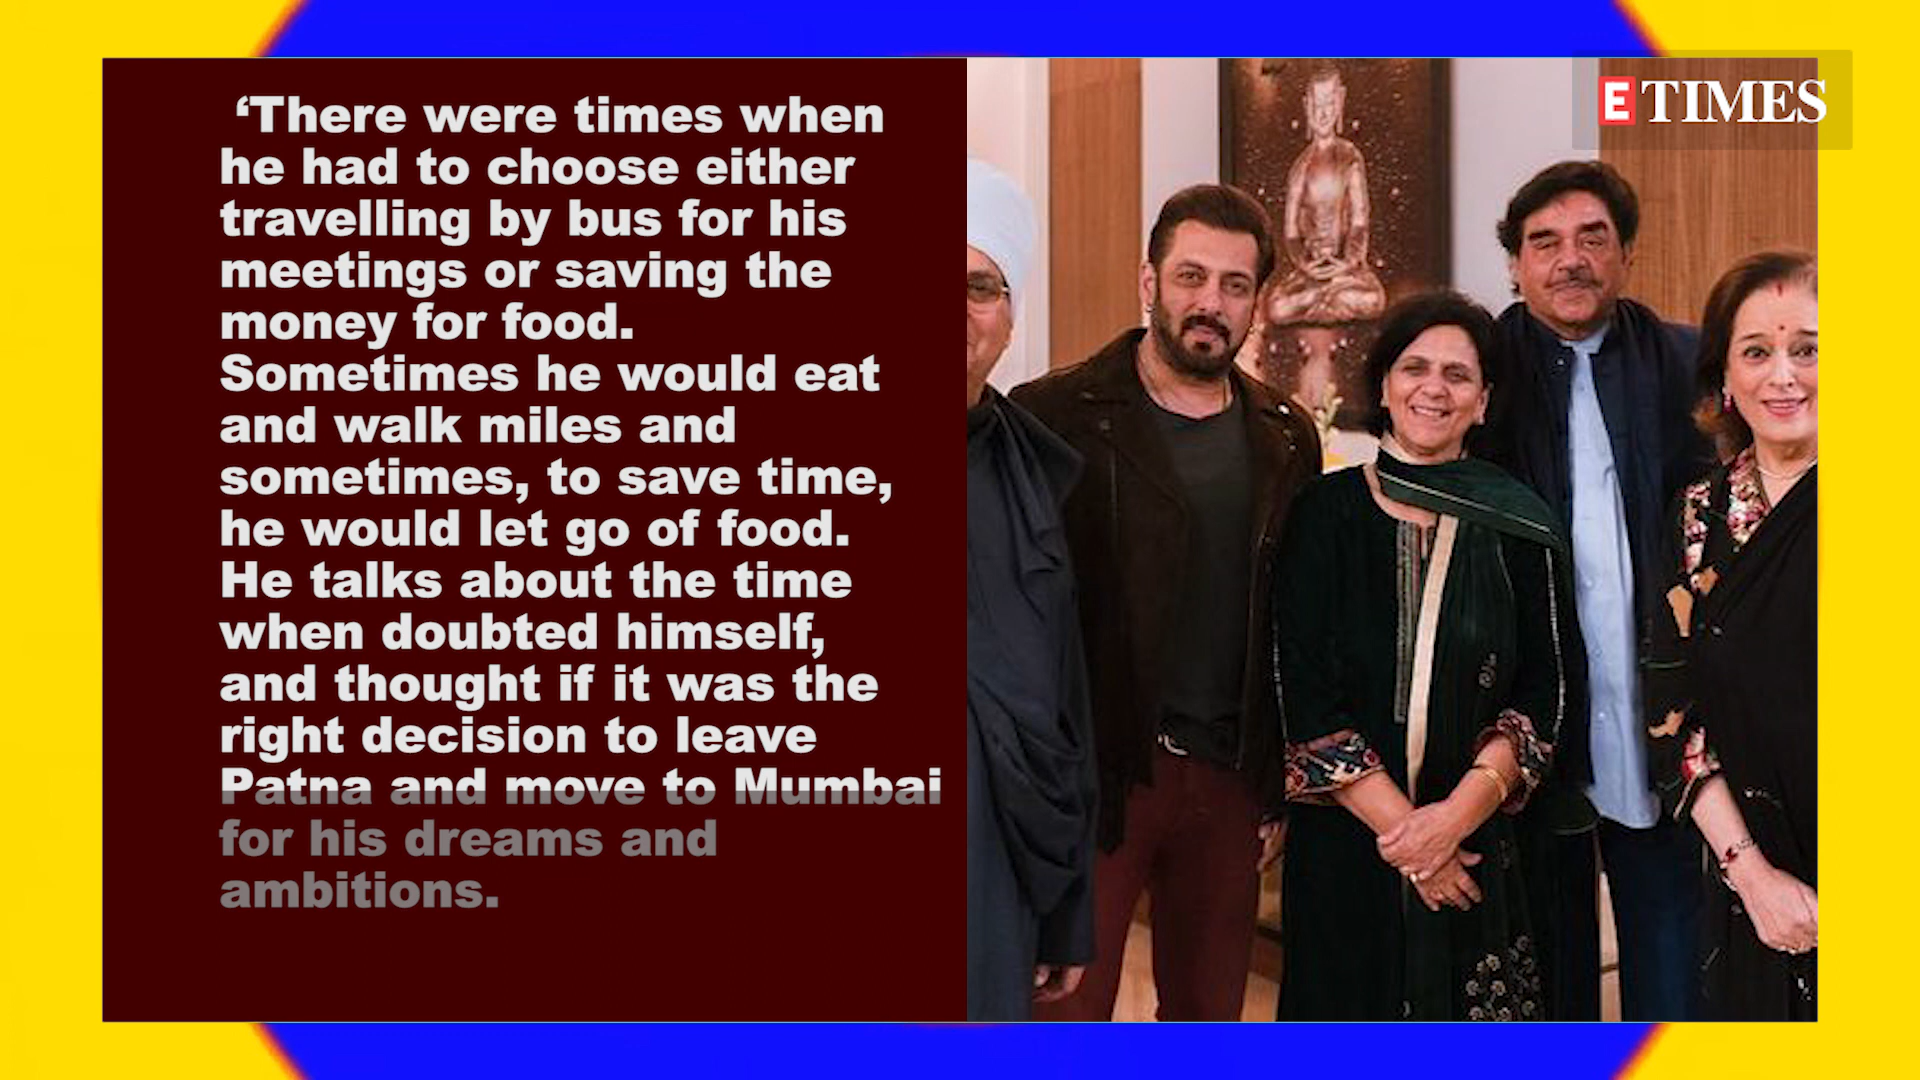 ‘There were times when
he had to choose either
travelling by bus for his
meetings or saving the
money for food.
Sometimes he would eat
and walk miles and
sometimes, to save time,
he would let go of food.
He talks about the time
when doubted himself,
and thought if it was the
right decision to leave
Patna and move to Mumbai
for his dreams and
ambitions.
E TIMES